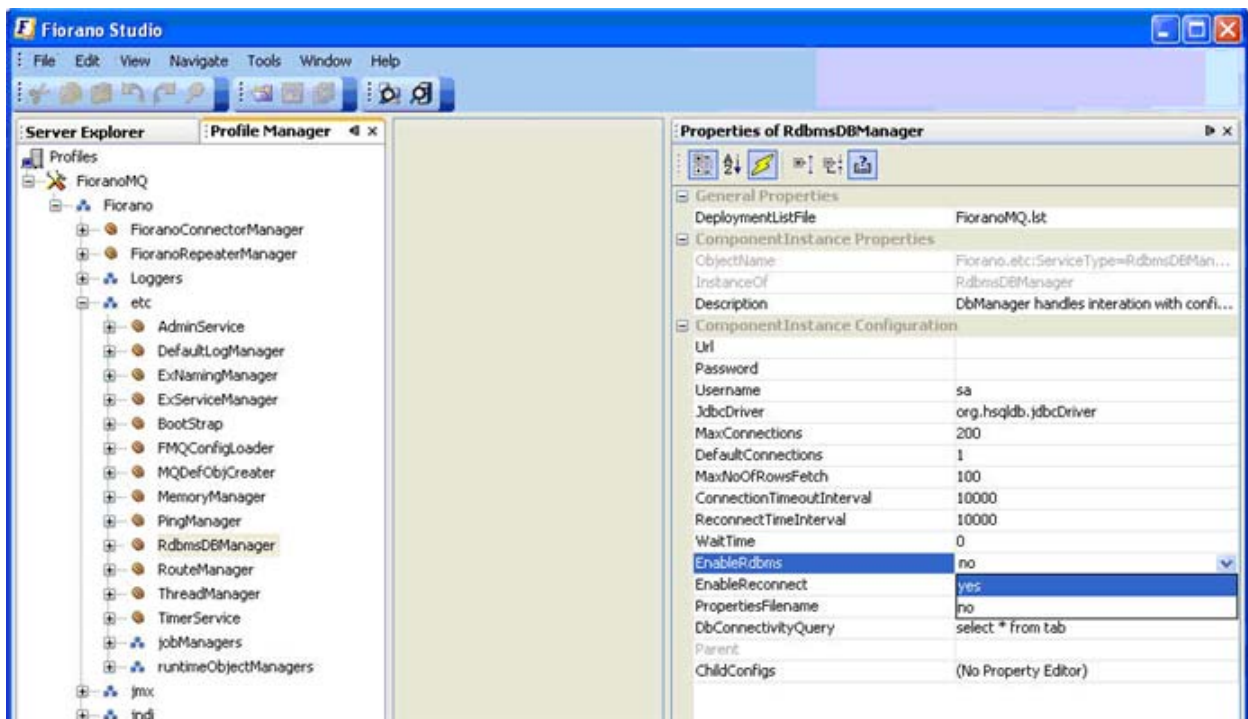 Fiorano Studio
File Edit View Navigate Tools Window Help
Server Explorer Profile Manager
Profiles
FioranoMQ
Fiorano
FioranoConnectorManager
FioranoRepeaterManager
Loggers
etc
AdminService
DefaultLogManager
ExNamingManager
ExServiceManager
BootStrap
FMQConfigLoader
MQDefObjCreater
MemoryManager
PingManager
RdbmsDBManager
RouteManager
ThreadManager
TimerService
jobManagers
runtimeObjectManagers
jmx
jndi
Properties of RdbmsDBManager
General Properties
DeploymentListFile FioranoMQ.lst
ComponentInstance Properties
ObjectName Fiorano.etc:ServiceType=RdbmsDBMan...
InstanceOf RdbmsDBManager
Description DbManager handles interation with confi...
ComponentInstance Configuration
Url
Password
Username sa
JdbcDriver org.hsqldb.jdbcDriver
MaxConnections 200
DefaultConnections 1
MaxNoOfRowsFetch 100
ConnectionTimeoutInterval 10000
ReconnectTimeInterval 10000
WaitTime 0
EnableRdbms no
EnableReconnect yes
PropertiesFilename no
DbConnectivityQuery select * from tab
Parent
ChildConfigs (No Property Editor)